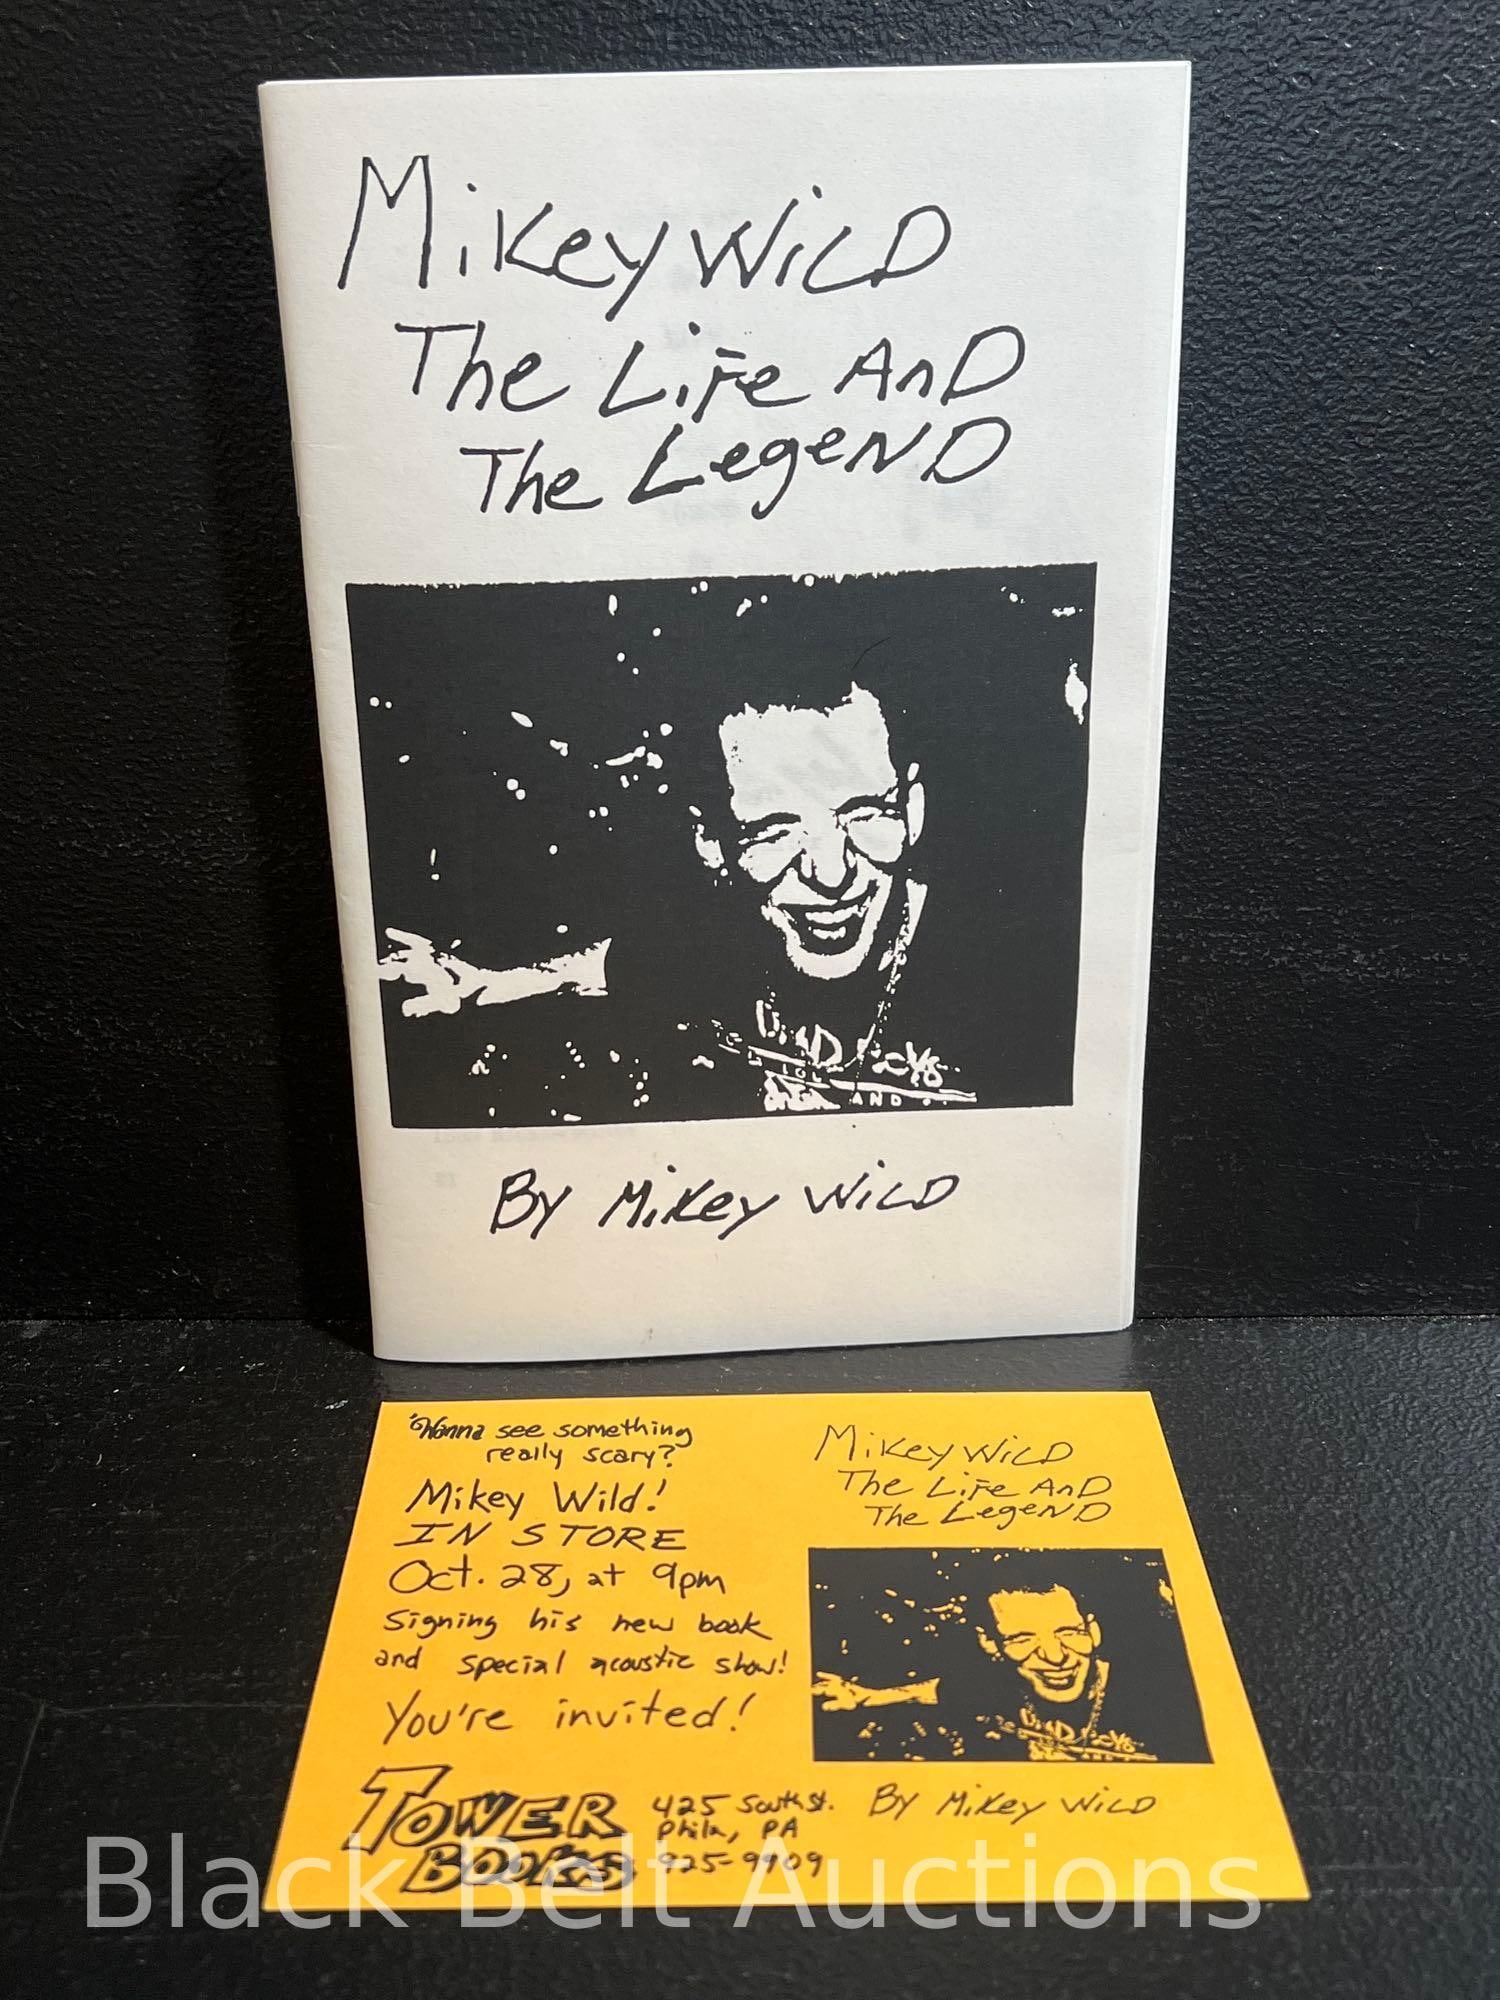 Mikey Wild
The Life And
The Legend
AND
By Mikey Wild
"Wanna see something
really scary?
Mikey Wild!
IN STORE
Oct. 28, at 9pm
signing his new book
and special acoustic show!
You're invited!
TOWER
BOOKS
425 South St.
Phila, PA
925-9909
Mikey Wild
The Life And
The Legend
By Mikey Wild
Black Belt Auctions